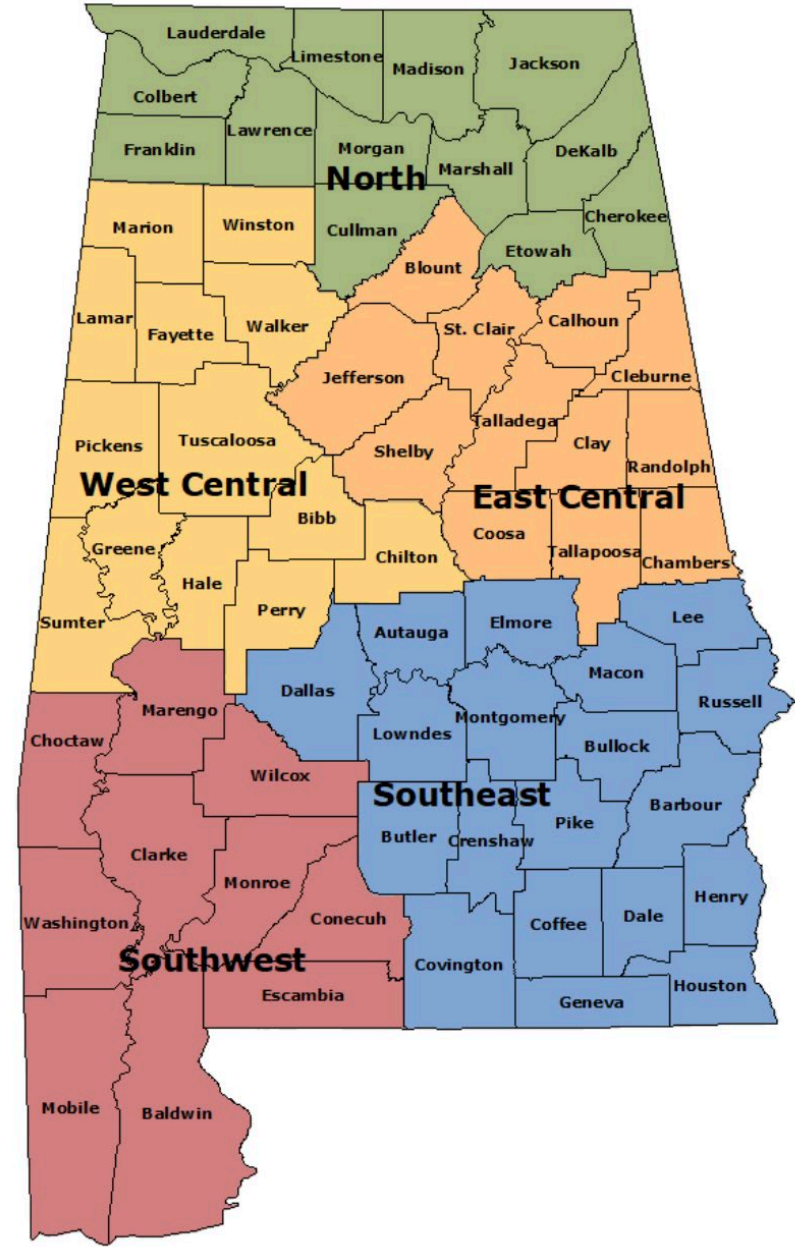 Lauderdale
Limestone
Madison
Jackson
Colbert
Lawrence
Franklin
Morgan
Marshall
DeKalb
North
Cherokee
Cullman
Etowah
Marion
Winston
Blount
Lamar
Fayette
Walker
St. Clair
Calhoun
Jefferson
Cleburne
Talladega
Pickens
Tuscaloosa
Shelby
Clay
Randolph
West Central
East Central
Bibb
Coosa
Greene
Chilton
Tallapoosa
Chambers
Hale
Perry
Sumter
Autauga
Elmore
Lee
Dallas
Macon
Marengo
Montgomery
Russell
Choctaw
Lowndes
Bullock
Wilcox
Southeast
Barbour
Butler
Crenshaw
Pike
Clarke
Monroe
Henry
Washington
Conecuh
Coffee
Dale
Southwest
Covington
Escambia
Geneva
Houston
Mobile
Baldwin